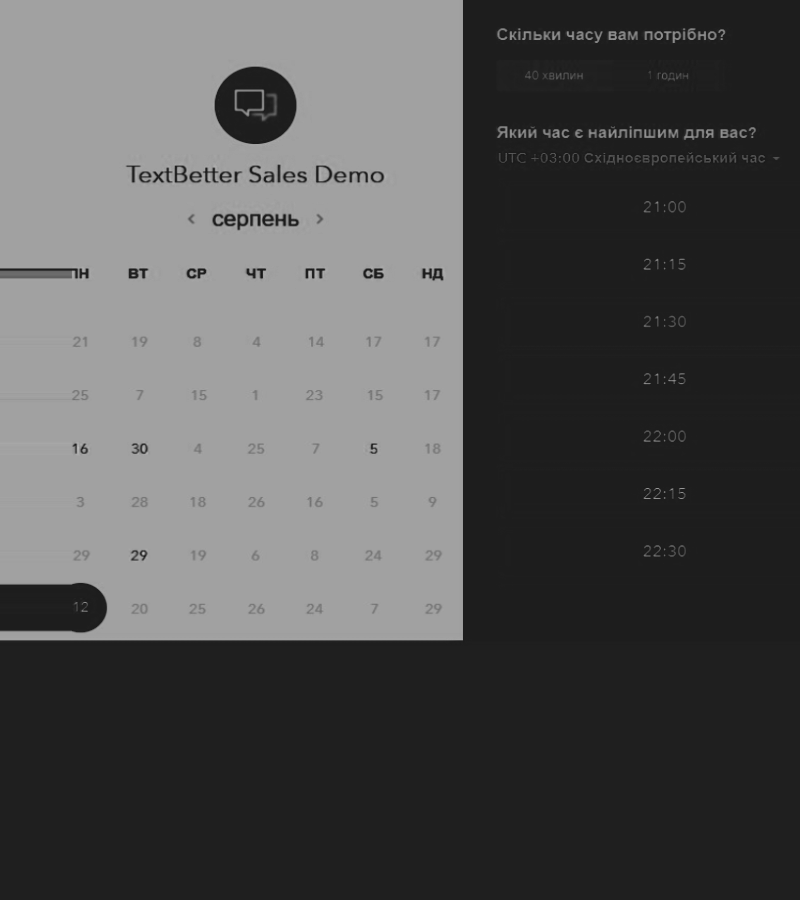 TextBetter Sales Demo
< серпень >
ПН ВТ СР ЧТ ПТ СБ НД
21 19 8 4 14 17 17
25 7 15 1 23 15 17
16 30 4 25 7 5 18
3 28 18 26 16 5 9
29 29 19 6 8 24 29
12 20 25 26 24 7 29
Скільки часу вам потрібно?
40 хвилин 1 годин
Який час є найліпшим для вас?
UTC +03:00 Східноєвропейський час
21:00
21:15
21:30
21:45
22:00
22:15
22:30